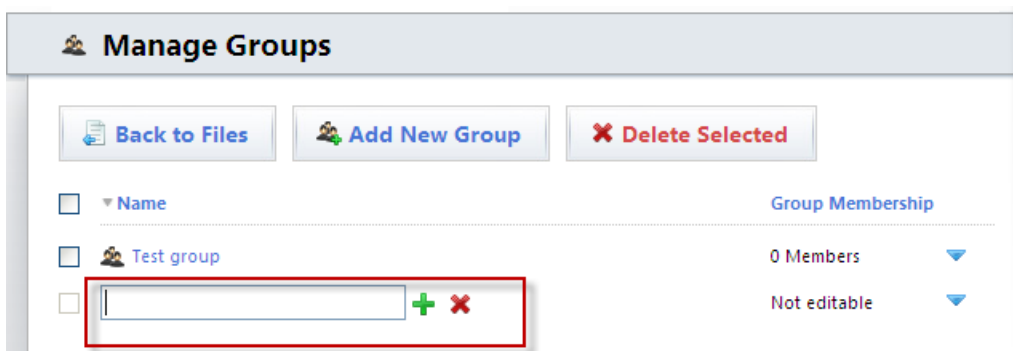 Manage Groups
Back to Files Add New Group Delete Selected
Name Group Membership
Test group 0 Members
Not editable